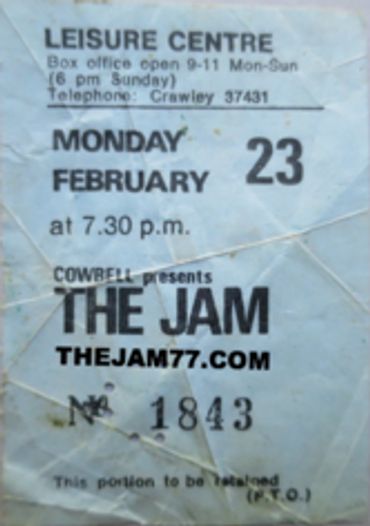 LEISURE CENTRE
Box office open 9-11 Mon-Sun
(6 pm Sunday)
Telephone: Crawley 37431
MONDAY 23
FEBRUARY
at 7.30 p.m.
COWBELL presents
THE JAM
THEJAM77.COM
No 1843
This portion to be retained
(P.T.O.)